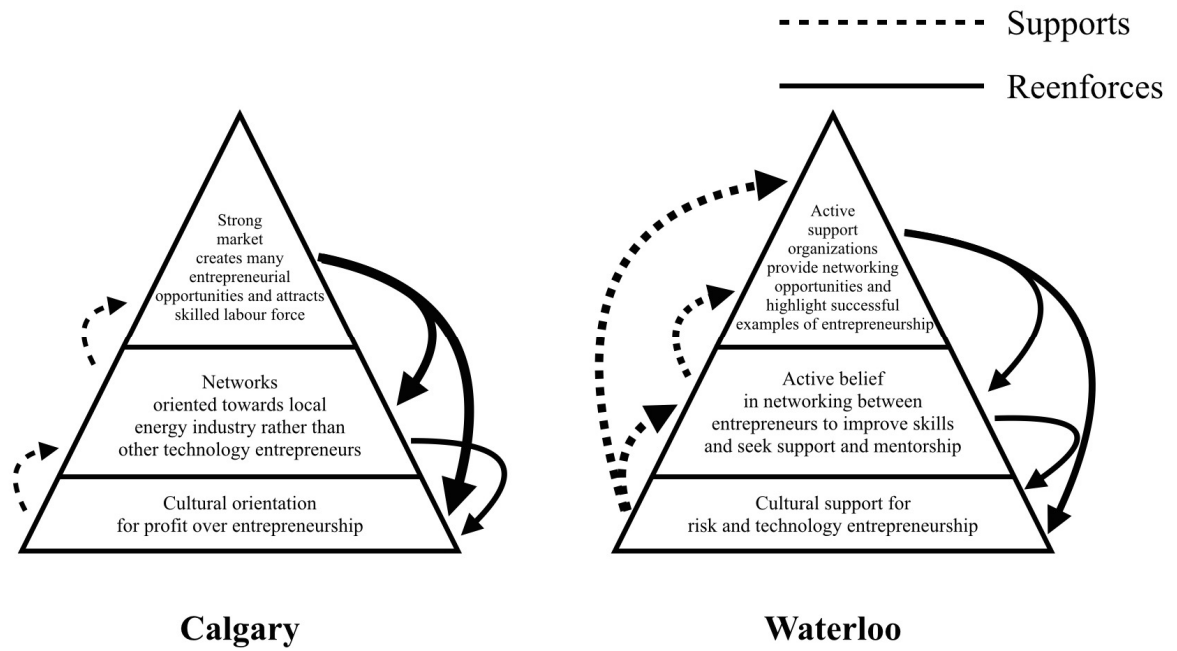 Supports
Reenforces
Strong
market
creates many
entrepreneurial
opportunities and attracts
skilled labour force
Networks
oriented towards local
energy industry rather than
other technology entrepreneurs
Cultural orientation
for profit over entrepreneurship
Calgary
Active
support
organizations
provide networking
opportunities and
highlight successful
examples of entrepreneurship
Active belief
in networking between
entrepreneurs to improve skills
and seek support and mentorship
Cultural support for
risk and technology entrepreneurship
Waterloo